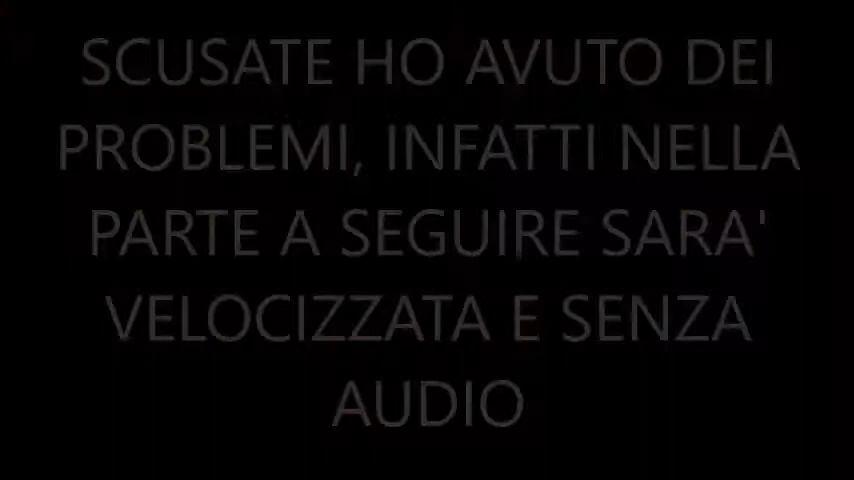 SCUSATE HO AVUTO DEI
PROBLEMI, INFATTI NELLA
PARTE A SEGUIRE SARA'
VELOCIZZATA E SENZA
AUDIO